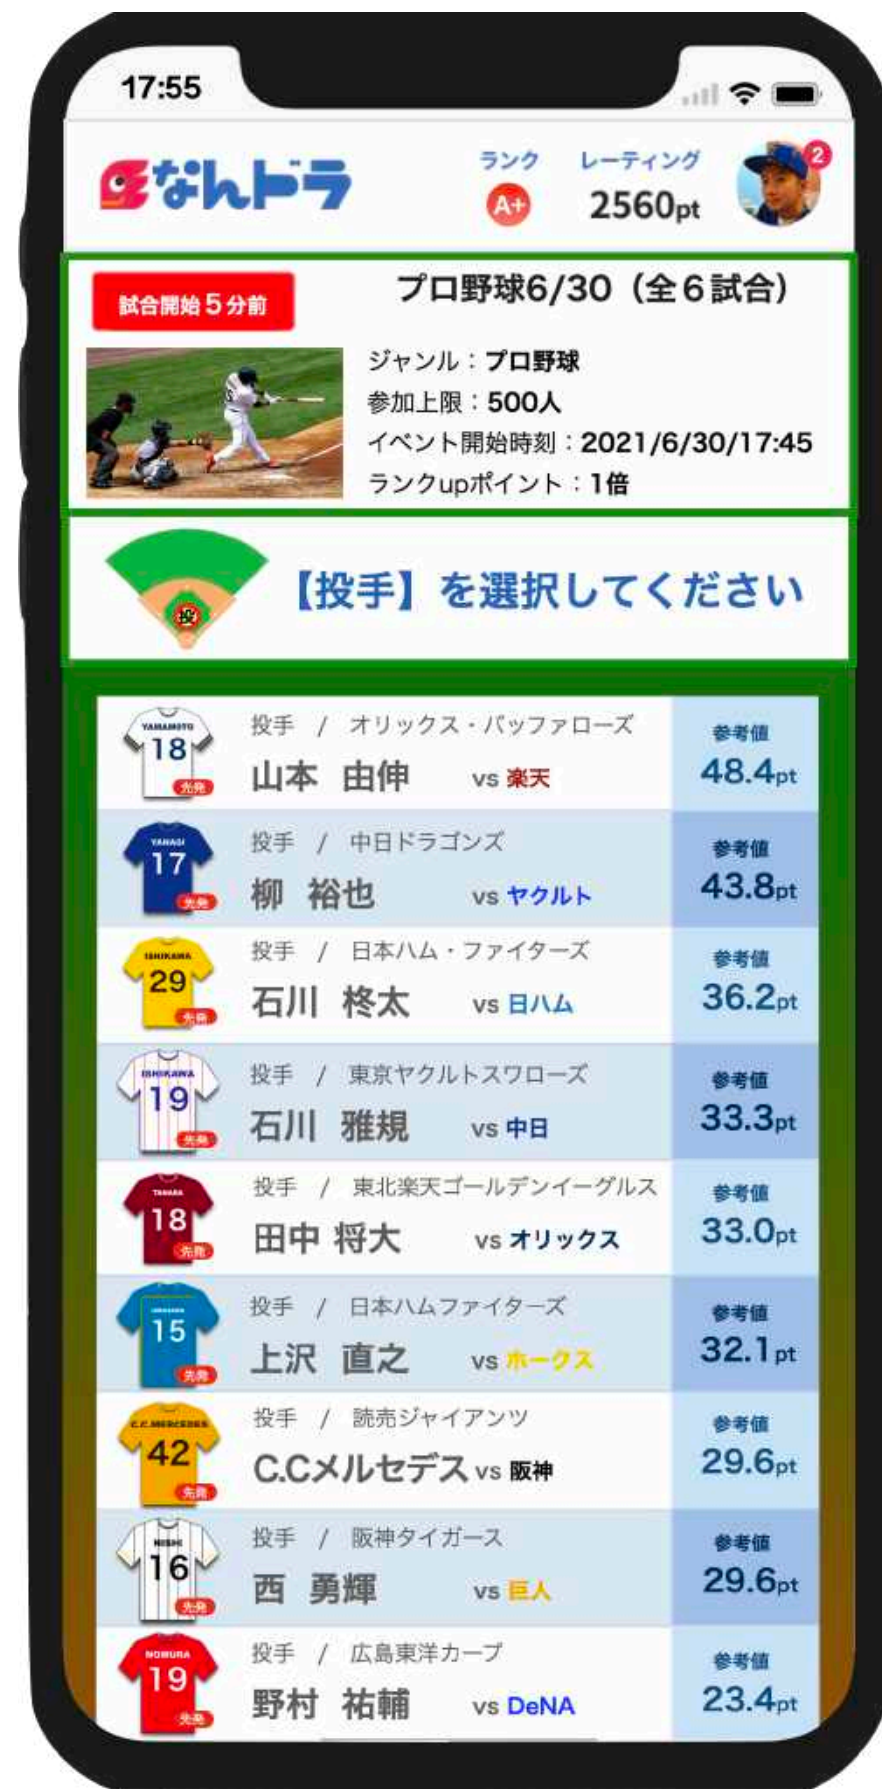 17:55
なんドラ
ランク
A+
レーティング
2560pt
2
試合開始5分前
プロ野球6/30（全6試合）
ジャンル：プロ野球
参加上限：500人
イベント開始時刻：2021/6/30/17:45
ランクupポイント：1倍
投
【投手】を選択してください
YAMAMOTO
18
先発
投手 / オリックス・バッファローズ
山本 由伸 vs 楽天
参考値
48.4pt
YANAGI
17
先発
投手 / 中日ドラゴンズ
柳 裕也 vs ヤクルト
参考値
43.8pt
ISHIKAWA
29
先発
投手 / 日本ハム・ファイターズ
石川 柊太 vs 日ハム
参考値
36.2pt
ISHIKAWA
19
先発
投手 / 東京ヤクルトスワローズ
石川 雅規 vs 中日
参考値
33.3pt
18
先発
投手 / 東北楽天ゴールデンイーグルス
田中 将大 vs オリックス
参考値
33.0pt
15
先発
投手 / 日本ハムファイターズ
上沢 直之 vs ホークス
参考値
32.1pt
C.C.MERCEDES
42
先発
投手 / 読売ジャイアンツ
C.Cメルセデス vs 阪神
参考値
29.6pt
NISHI
16
先発
投手 / 阪神タイガース
西 勇輝 vs 巨人
参考値
29.6pt
NOMURA
19
先発
投手 / 広島東洋カープ
野村 祐輔 vs DeNA
参考値
23.4pt